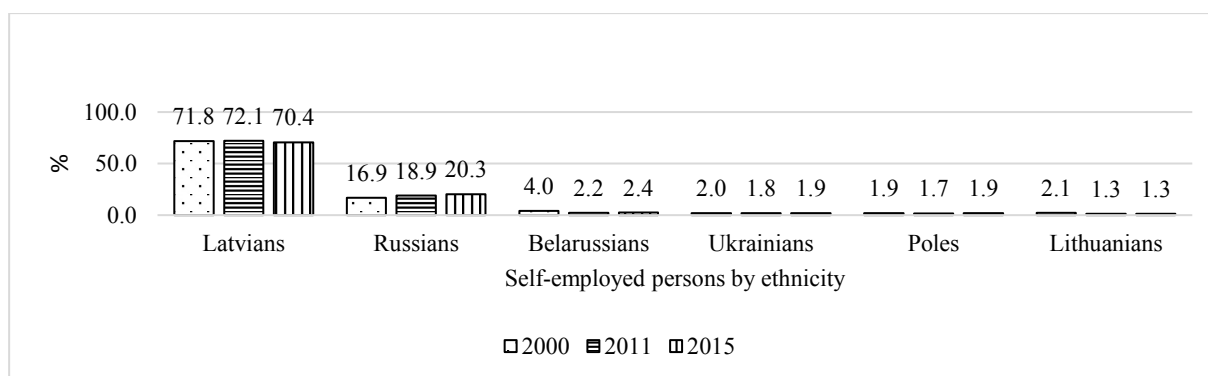 100.0
50.0
0.0
%
71.8 72.1 70.4
16.9 18.9 20.3
4.0 2.2 2.4
2.0 1.8 1.9
1.9 1.7 1.9
2.1 1.3 1.3
Latvians Russians Belarussians Ukrainians Poles Lithuanians
Self-employed persons by ethnicity
2000 2011 2015